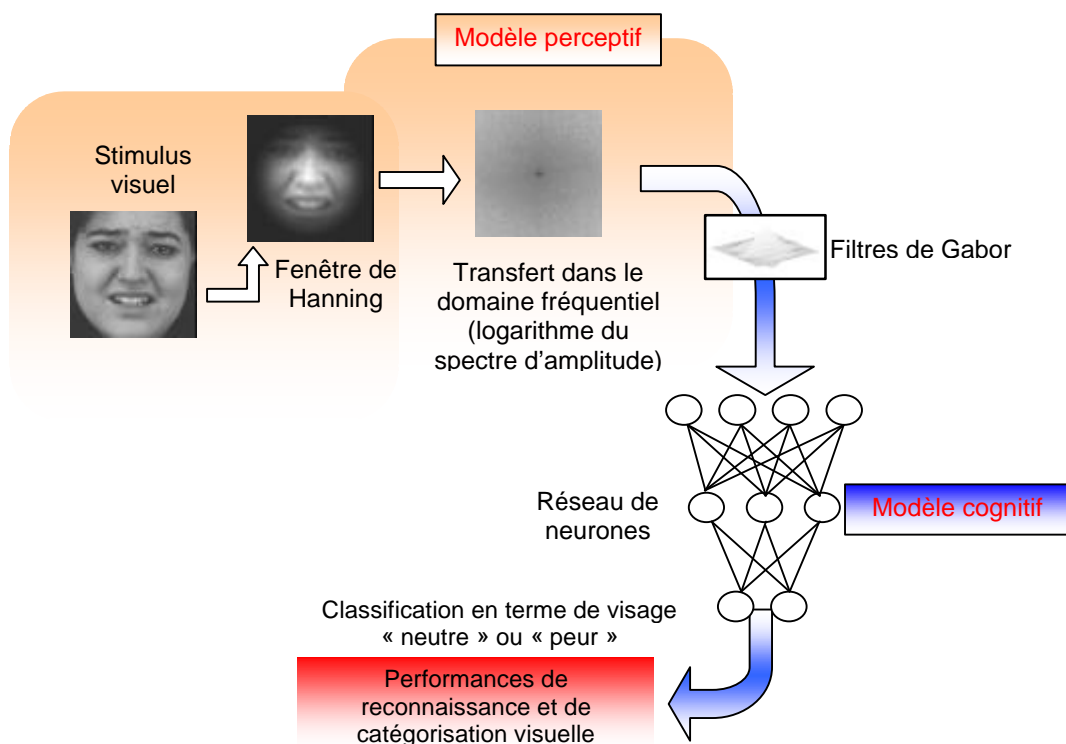 Modèle perceptif
Stimulus
visuel
Fenêtre de
Hanning
Transfert dans le
domaine fréquentiel
(logarithme du
spectre d'amplitude)
Filtres de Gabor
Réseau de
neurones
Modèle cognitif
Classification en terme de visage
« neutre » ou « peur »
Performances de
reconnaissance et de
catégorisation visuelle